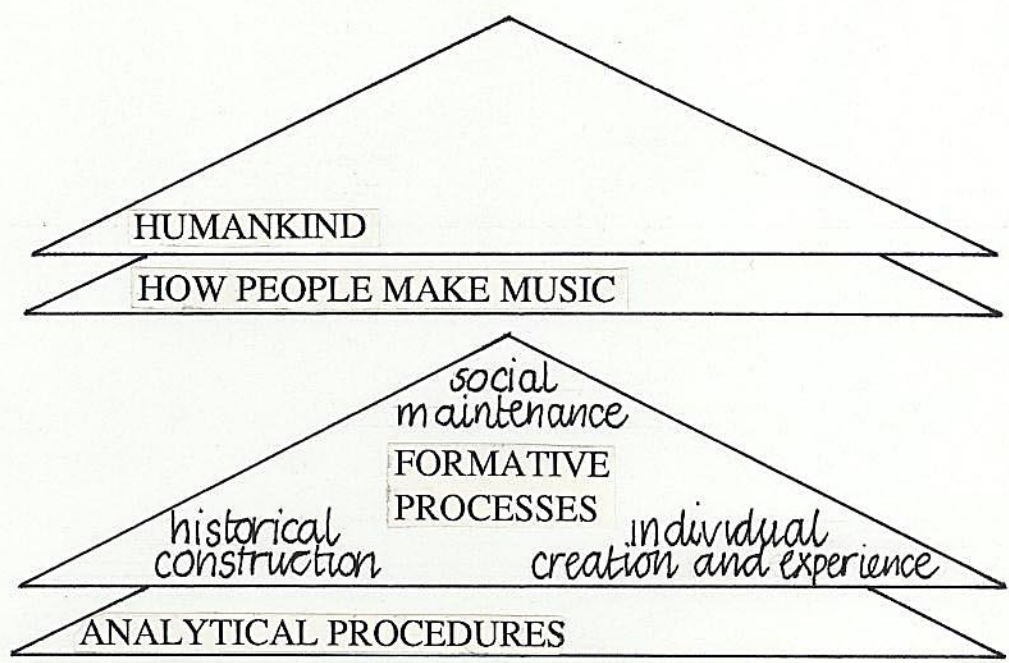 HUMANKIND
HOW PEOPLE MAKE MUSIC
social
maintenance
FORMATIVE
PROCESSES
historical
construction
individual
creation and experience
ANALYTICAL PROCEDURES